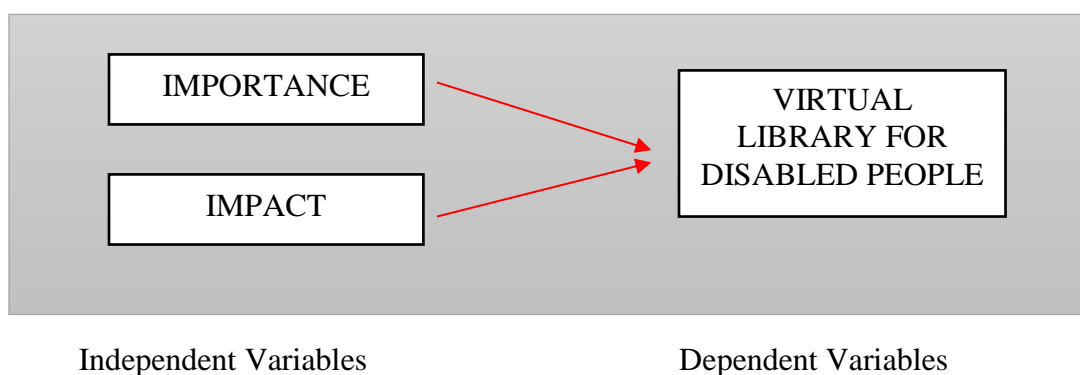 IMPORTANCE
IMPACT
VIRTUAL
LIBRARY FOR
DISABLED PEOPLE
Independent Variables
Dependent Variables